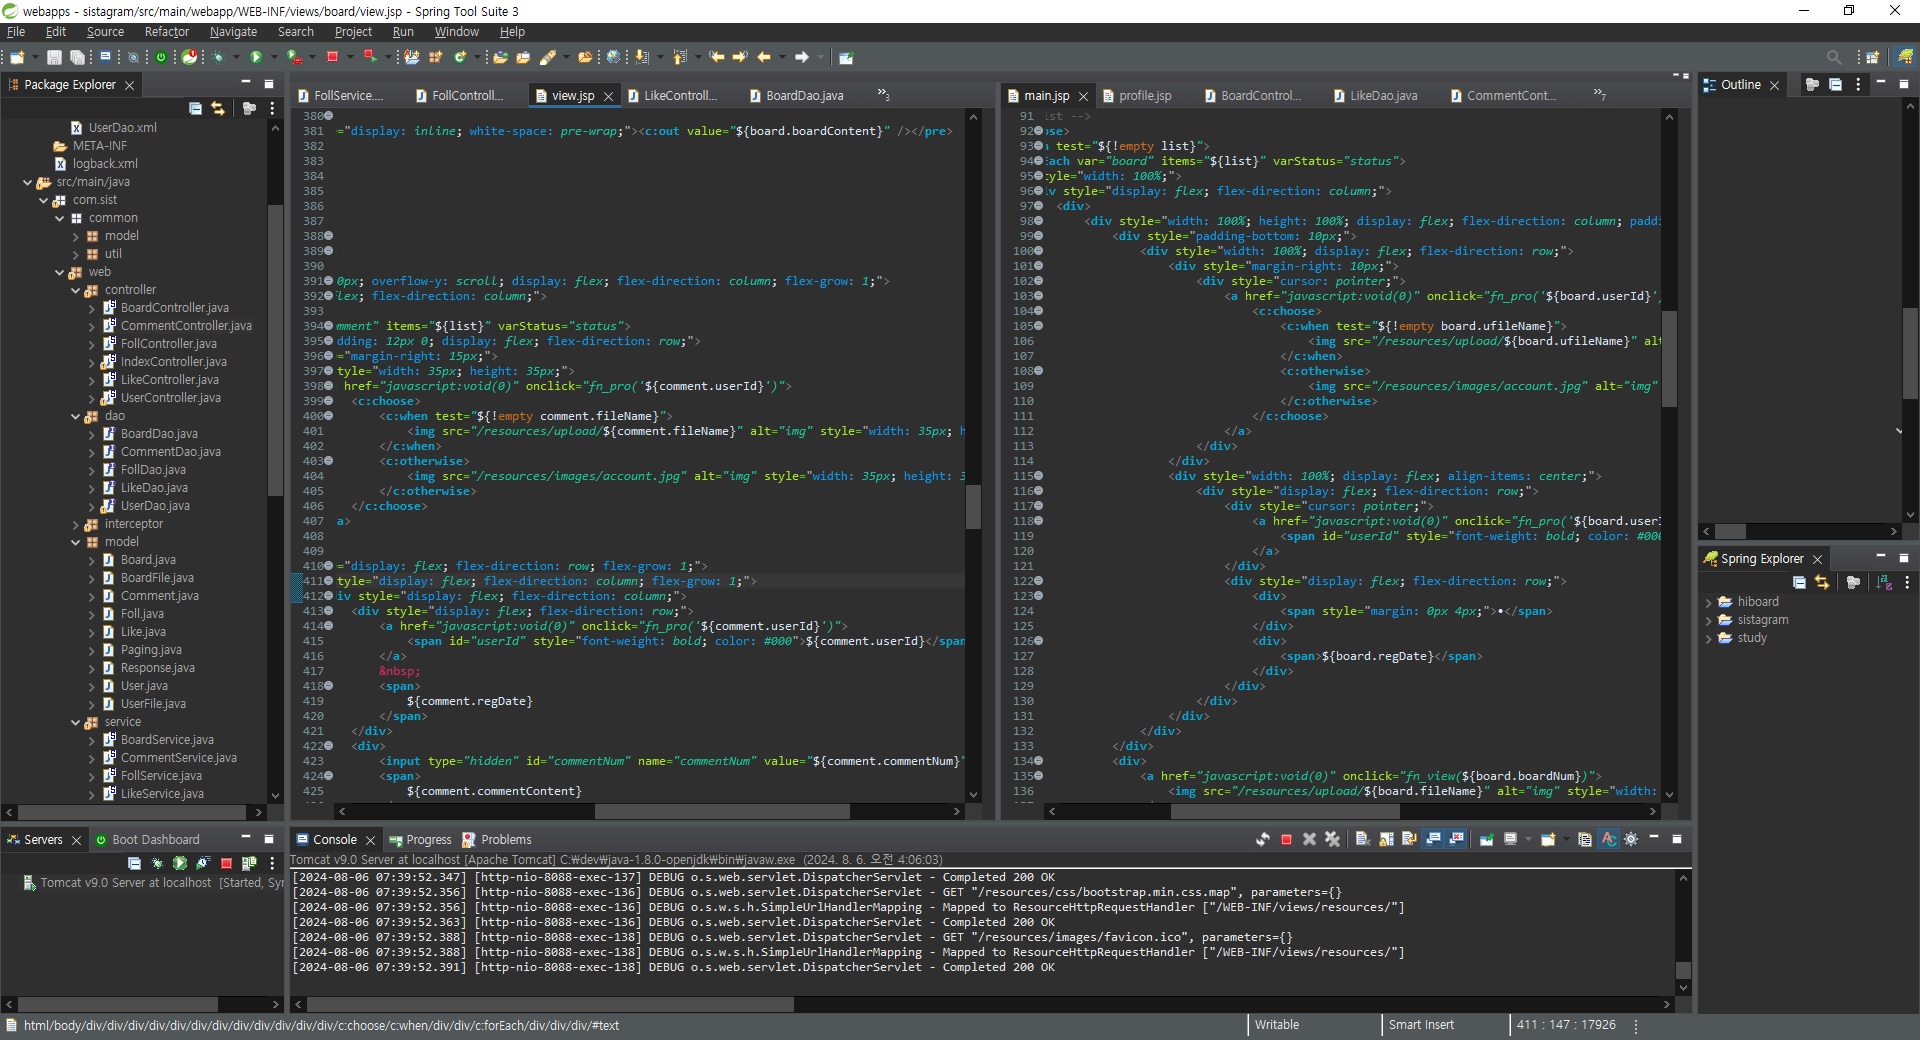 webapps - sistagram/src/main/webapp/WEB-INF/views/board/view.jsp - Spring Tool Suite 3
File Edit Source Refactor Navigate Search Project Run Window Help
Package Explorer
UserDao.xml
META-INF
logback.xml
src/main/java
com.sist
common
model
util
web
controller
BoardController.java
CommentController.java
FollController.java
IndexController.java
LikeController.java
UserController.java
dao
BoardDao.java
CommentDao.java
FollDao.java
LikeDao.java
UserDao.java
interceptor
model
Board.java
BoardFile.java
Comment.java
Foll.java
Like.java
Paging.java
Response.java
User.java
UserFile.java
service
BoardService.java
CommentService.java
FollService.java
LikeService.java
FollService.... FollControll... view.jsp LikeControll... BoardDao.java »3
380
381 ="display: inline; white-space: pre-wrap;"><c:out value="${board.boardContent}" /></pre>
382
383
384
385
386
387
388
389
390
391 0px; overflow-y: scroll; display: flex; flex-direction: column; flex-grow: 1;">
392 lex; flex-direction: column;">
393
394 mment" items="${list}" varStatus="status">
395 dding: 12px 0; display: flex; flex-direction: row;">
396 ="margin-right: 15px;">
397 tyle="width: 35px; height: 35px;">
398 href="javascript:void(0)" onclick="fn_pro('${comment.userId}')">
399 <c:choose>
400 <c:when test="${!empty comment.fileName}">
401 <img src="/resources/upload/${comment.fileName}" alt="img" style="width: 35px; h
402 </c:when>
403 <c:otherwise>
404 <img src="/resources/images/account.jpg" alt="img" style="width: 35px; height: 3
405 </c:otherwise>
406 </c:choose>
407 a>
408
409
410 ="display: flex; flex-direction: row; flex-grow: 1;">
411 tyle="display: flex; flex-direction: column; flex-grow: 1;">
412 iv style="display: flex; flex-direction: column;">
413 <div style="display: flex; flex-direction: row;">
414 <a href="javascript:void(0)" onclick="fn_pro('${comment.userId}')">
415 <span id="userId" style="font-weight: bold; color: #000">${comment.userId}</span
416 </a>
417 &nbsp;
418 <span>
419 ${comment.regDate}
420 </span>
421 </div>
422 <div>
423 <input type="hidden" id="commentNum" name="commentNum" value="${comment.commentNum}"
424 <span>
425 ${comment.commentContent}
main.jsp profile.jsp BoardControl... LikeDao.java CommentCont... »7
91 ist -->
92 ose>
93 test="${!empty list}">
94 Each var="board" items="${list}" varStatus="status">
95 tyle="width: 100%;">
96 iv style="display: flex; flex-direction: column;">
97 <div>
98 <div style="width: 100%; height: 100%; display: flex; flex-direction: column; paddi
99 <div style="padding-bottom: 10px;">
100 <div style="width: 100%; display: flex; flex-direction: row;">
101 <div style="margin-right: 10px;">
102 <div style="cursor: pointer;">
103 <a href="javascript:void(0)" onclick="fn_pro('${board.userId}'
104 <c:choose>
105 <c:when test="${!empty board.ufileName}">
106 <img src="/resources/upload/${board.ufileName}" alt
107 </c:when>
108 <c:otherwise>
109 <img src="/resources/images/account.jpg" alt="img"
110 </c:otherwise>
111 </c:choose>
112 </a>
113 </div>
114 </div>
115 <div style="width: 100%; display: flex; align-items: center;">
116 <div style="display: flex; flex-direction: row;">
117 <div style="cursor: pointer;">
118 <a href="javascript:void(0)" onclick="fn_pro('${board.userI
119 <span id="userId" style="font-weight: bold; color: #000
120 </a>
121 </div>
122 <div style="display: flex; flex-direction: row;">
123 <div>
124 <span style="margin: 0px 4px;">•</span>
125 </div>
126 <div>
127 <span>${board.regDate}</span>
128 </div>
129 </div>
130 </div>
131 </div>
132 </div>
133 </div>
134 <div>
135 <a href="javascript:void(0)" onclick="fn_view(${board.boardNum})">
136 <img src="/resources/upload/${board.fileName}" alt="img" style="width:
Outline
Spring Explorer
hiboard
sistagram
study
Servers Boot Dashboard
Tomcat v9.0 Server at localhost [Started, Syn
Console Progress Problems
Tomcat v9.0 Server at localhost [Apache Tomcat] C:₩dev₩java-1.8.0-openjdk₩bin₩javaw.exe (2024. 8. 6. 오전 4:06:03)
[2024-08-06 07:39:52.347] [http-nio-8088-exec-137] DEBUG o.s.web.servlet.DispatcherServlet - Completed 200 OK
[2024-08-06 07:39:52.356] [http-nio-8088-exec-136] DEBUG o.s.web.servlet.DispatcherServlet - GET "/resources/css/bootstrap.min.css.map", parameters={}
[2024-08-06 07:39:52.356] [http-nio-8088-exec-136] DEBUG o.s.w.s.h.SimpleUrlHandlerMapping - Mapped to ResourceHttpRequestHandler ["/WEB-INF/views/resources/"]
[2024-08-06 07:39:52.363] [http-nio-8088-exec-136] DEBUG o.s.web.servlet.DispatcherServlet - Completed 200 OK
[2024-08-06 07:39:52.388] [http-nio-8088-exec-138] DEBUG o.s.web.servlet.DispatcherServlet - GET "/resources/images/favicon.ico", parameters={}
[2024-08-06 07:39:52.388] [http-nio-8088-exec-138] DEBUG o.s.w.s.h.SimpleUrlHandlerMapping - Mapped to ResourceHttpRequestHandler ["/WEB-INF/views/resources/"]
[2024-08-06 07:39:52.391] [http-nio-8088-exec-138] DEBUG o.s.web.servlet.DispatcherServlet - Completed 200 OK
html/body/div/div/div/div/div/div/div/div/div/div/div/div/c:choose/c:when/div/div/c:forEach/div/div/div/#text
Writable Smart Insert 411 : 147 : 17926